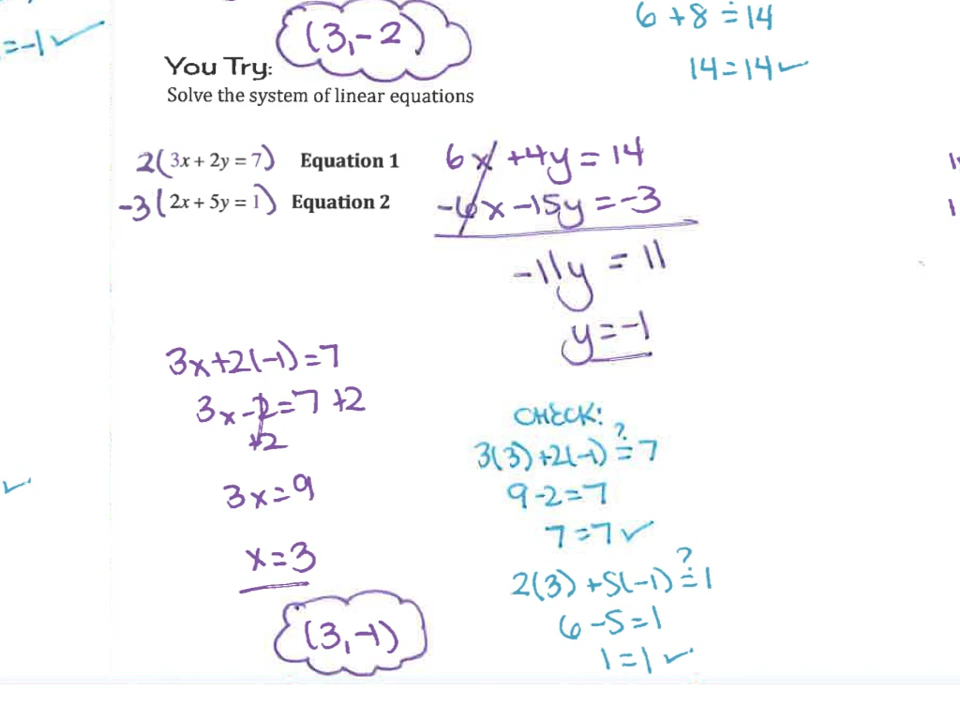 (3,-2)
6 + 8 ≟ 14
=-1 ✓
14 = 14 ✓
You Try:
Solve the system of linear equations
2(3x + 2y = 7) Equation 1
-3(2x + 5y = 1) Equation 2
6x + 4y = 14
-6x - 15y = -3
-11y = 11
y = -1
3x + 2(-1) = 7
3x - 2 = 7 + 2
+2
3x = 9
x = 3
(3,-1)
CHECK:
3(3) + 2(-1) ≟ 7
9 - 2 = 7
7 = 7 ✓
2(3) + 5(-1) ≟ 1
6 - 5 = 1
1 = 1 ✓